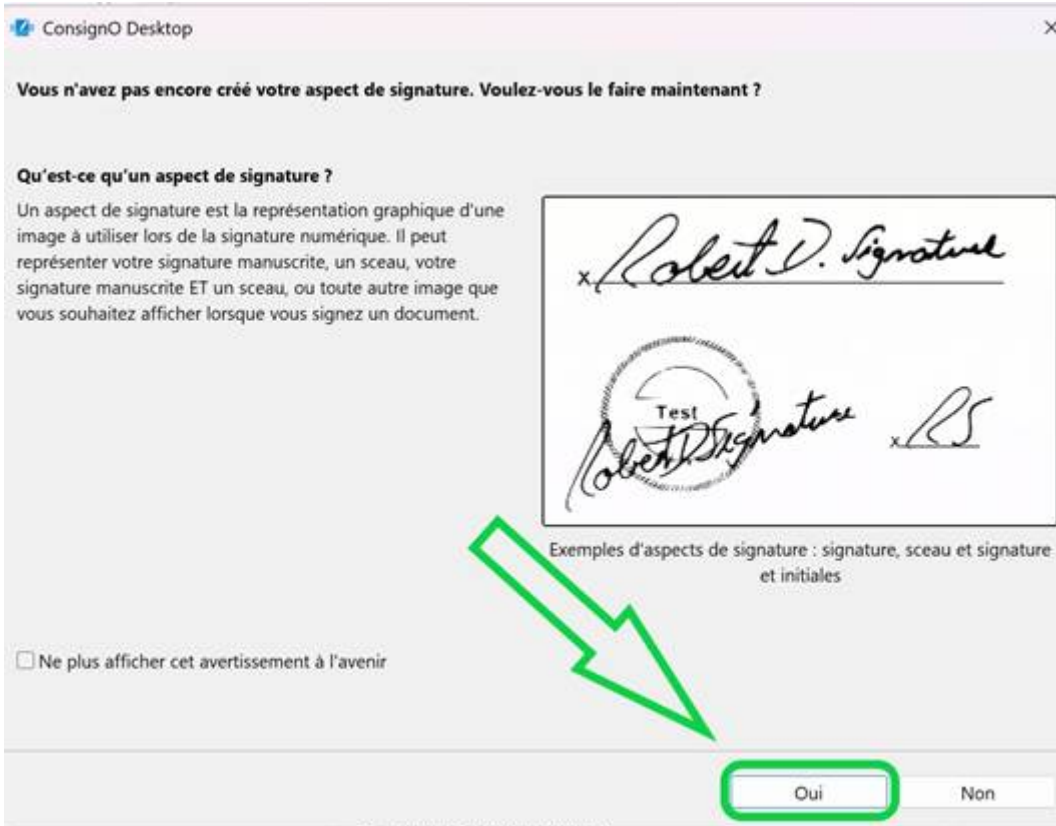 ConsignO Desktop
Vous n'avez pas encore créé votre aspect de signature. Voulez-vous le faire maintenant ?
Qu'est-ce qu'un aspect de signature ?
Un aspect de signature est la représentation graphique d'une
image à utiliser lors de la signature numérique. Il peut
représenter votre signature manuscrite, un sceau, votre
signature manuscrite ET un sceau, ou toute autre image que
vous souhaitez afficher lorsque vous signez un document.
x Robert D. Signature
Test
Robert D. Signature
x RS
Exemples d'aspects de signature : signature, sceau et signature
et initiales
Ne plus afficher cet avertissement à l'avenir
Oui
Non